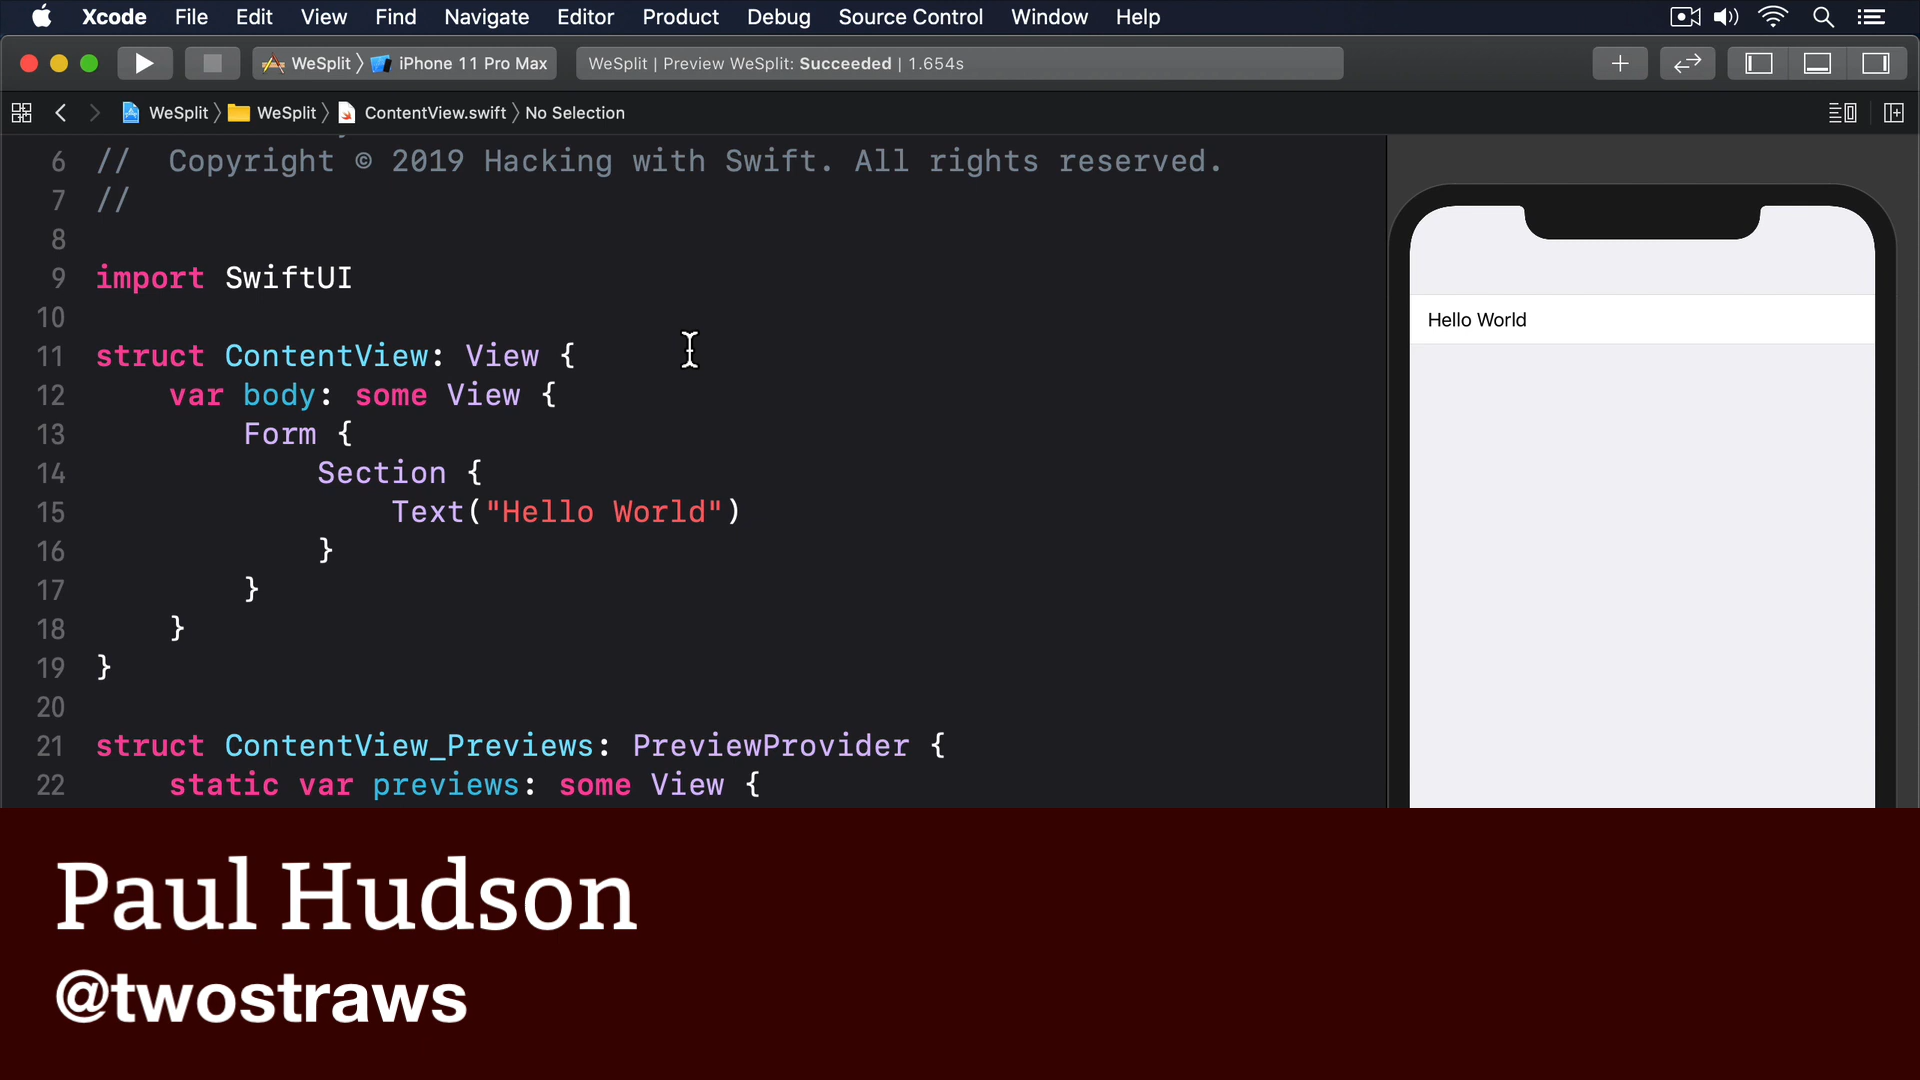 Xcode File Edit View Find Navigate Editor Product Debug Source Control Window Help
WeSplit iPhone 11 Pro Max WeSplit | Preview WeSplit: Succeeded | 1.654s
WeSplit WeSplit ContentView.swift No Selection
6 // Copyright © 2019 Hacking with Swift. All rights reserved.
7 //
8
9 import SwiftUI
10
11 struct ContentView: View {
12 var body: some View {
13 Form {
14 Section {
15 Text("Hello World")
16 }
17 }
18 }
19 }
20
21 struct ContentView_Previews: PreviewProvider {
22 static var previews: some View {
Hello World
Paul Hudson
@twostraws